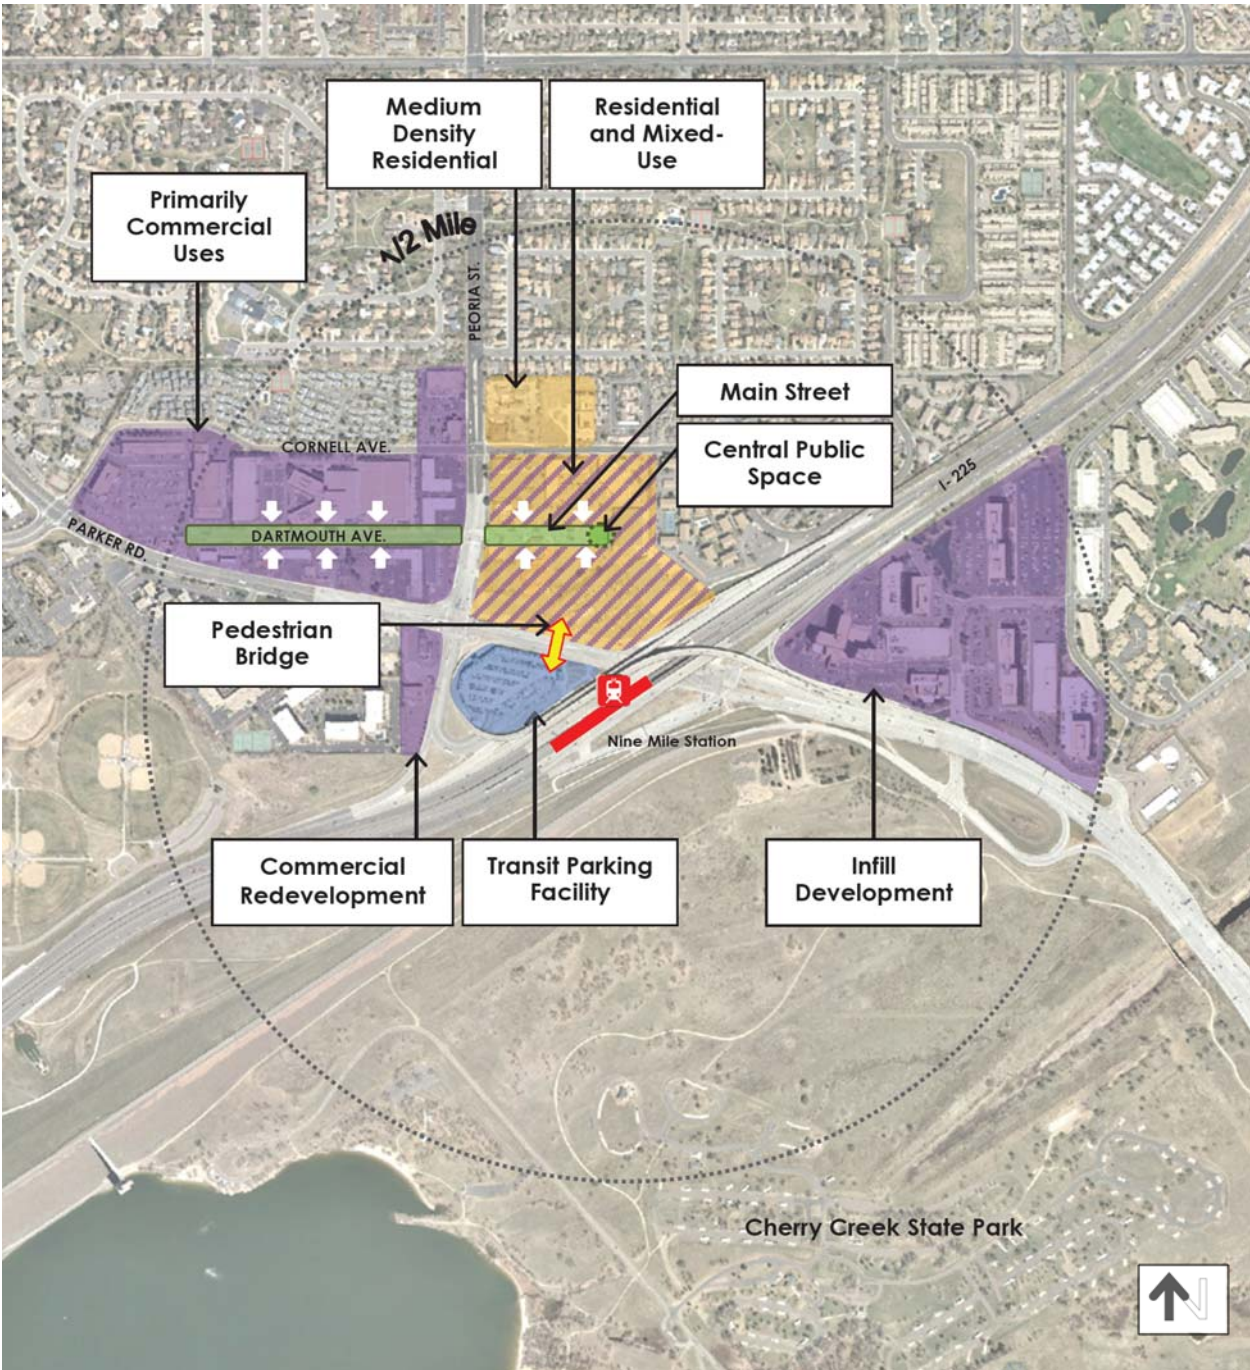 Medium
Density
Residential
Residential
and Mixed-
Use
Primarily
Commercial
Uses
1/2 Mile
PEORIA ST.
Main Street
Central Public
Space
CORNELL AVE.
I- 225
PARKER RD.
DARTMOUTH AVE.
Pedestrian
Bridge
Nine Mile Station
Commercial
Redevelopment
Transit Parking
Facility
Infill
Development
Cherry Creek State Park
N